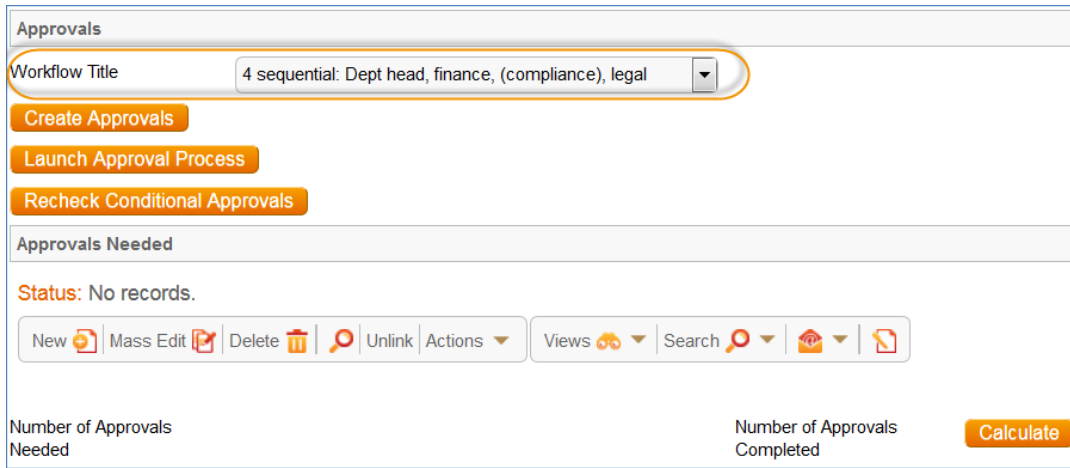 Approvals
Workflow Title 4 sequential: Dept head, finance, (compliance), legal
Create Approvals
Launch Approval Process
Recheck Conditional Approvals
Approvals Needed
Status: No records.
New Mass Edit Delete Unlink Actions Views Search
Number of Approvals Number of Approvals Calculate
Needed Completed